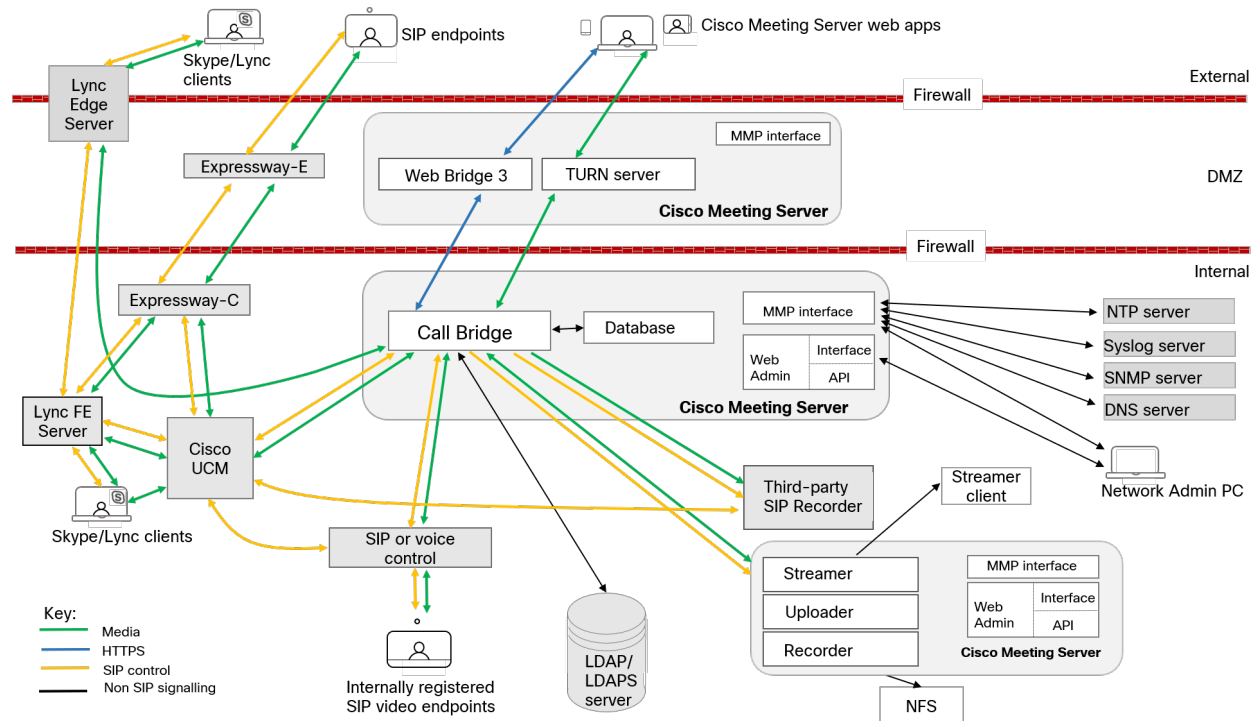 Skype/Lync
clients
SIP endpoints
Cisco Meeting Server web apps
External
Lync
Edge
Server
Firewall
MMP interface
Expressway-E
Web Bridge 3
TURN server
DMZ
Cisco Meeting Server
Firewall
Internal
Expressway-C
MMP interface
NTP server
Call Bridge
Database
Web
Admin
Interface
API
Syslog server
SNMP server
DNS server
Cisco Meeting Server
Lync FE
Server
Cisco
UCM
S
Skype/Lync clients
Third-party
SIP Recorder
Streamer
client
Network Admin PC
SIP or voice
control
Streamer
Uploader
Recorder
MMP interface
Web
Admin
Interface
API
Cisco Meeting Server
Key:
Media
HTTPS
SIP control
Non SIP signalling
Internally registered
SIP video endpoints
LDAP/
LDAPS
server
NFS